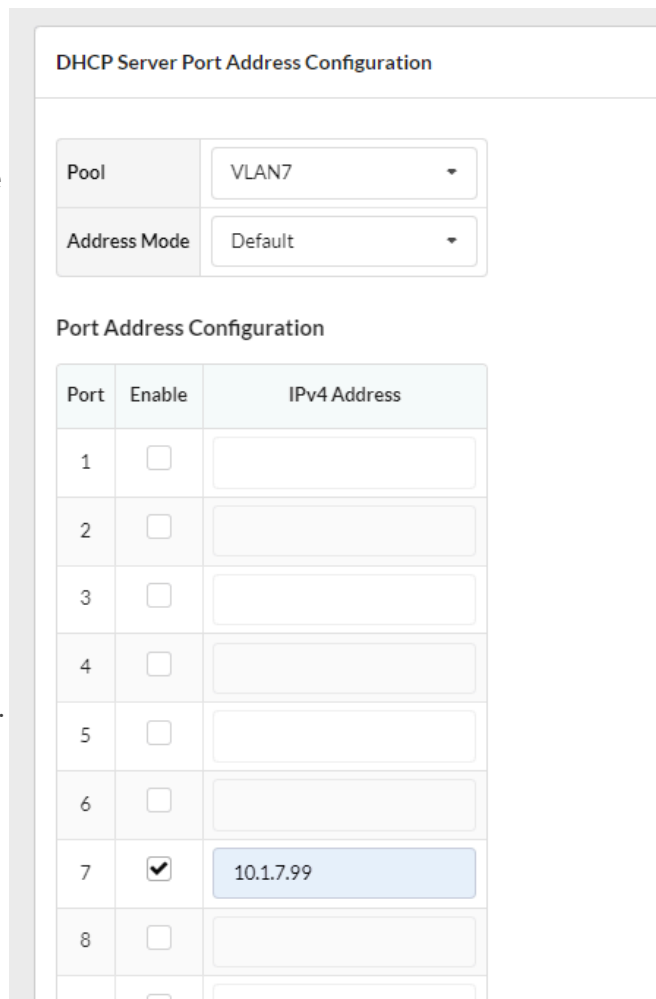 DHCP Server Port Address Configuration
Pool VLAN7
Address Mode Default
Port Address Configuration
Port Enable IPv4 Address
1
2
3
4
5
6
7 10.1.7.99
8